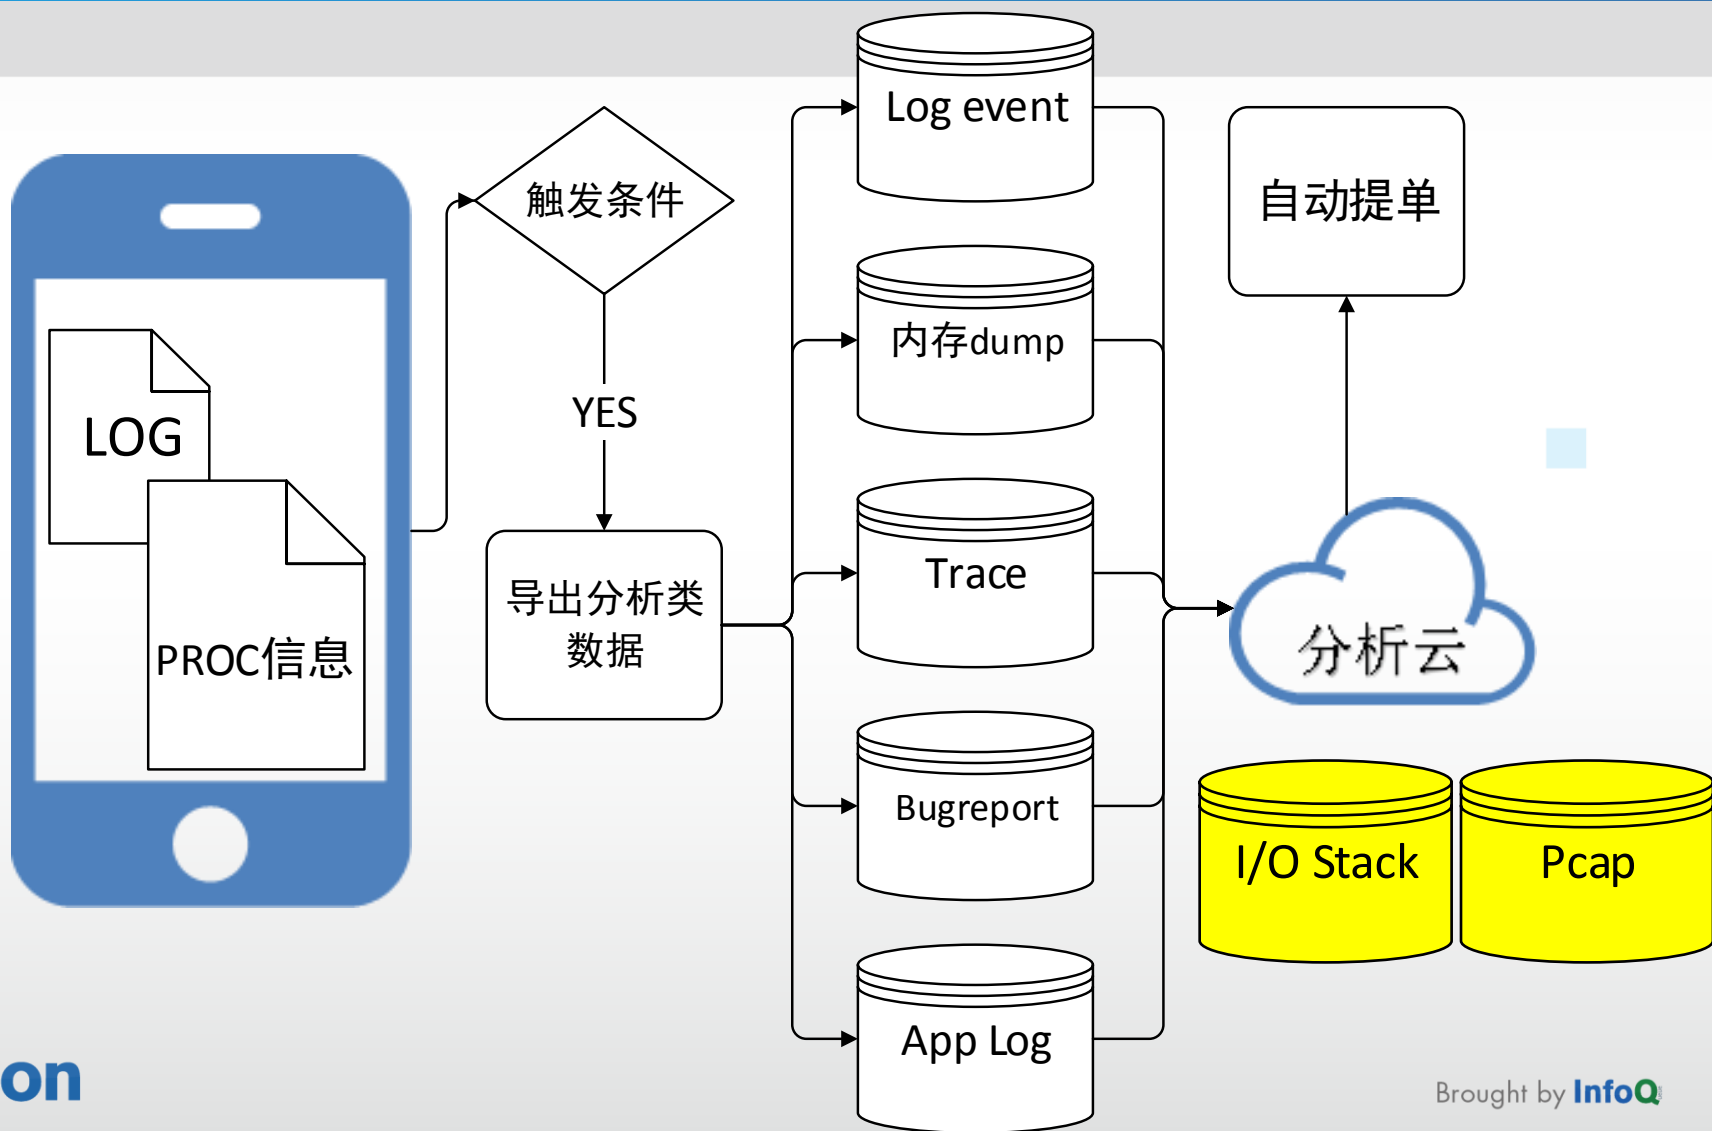 LOG
PROC信息
触发条件
YES
导出分析类
数据
Log event
内存dump
Trace
Bugreport
App Log
自动提单
分析云
I/O Stack
Pcap
on
Brought by InfoQ